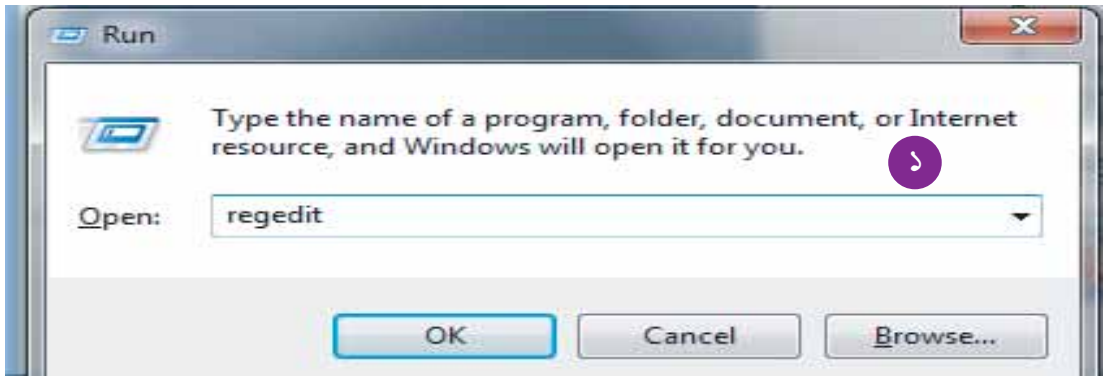 Run
Type the name of a program, folder, document, or Internet
resource, and Windows will open it for you.
১
Open:
regedit
OK
Cancel
Browse...